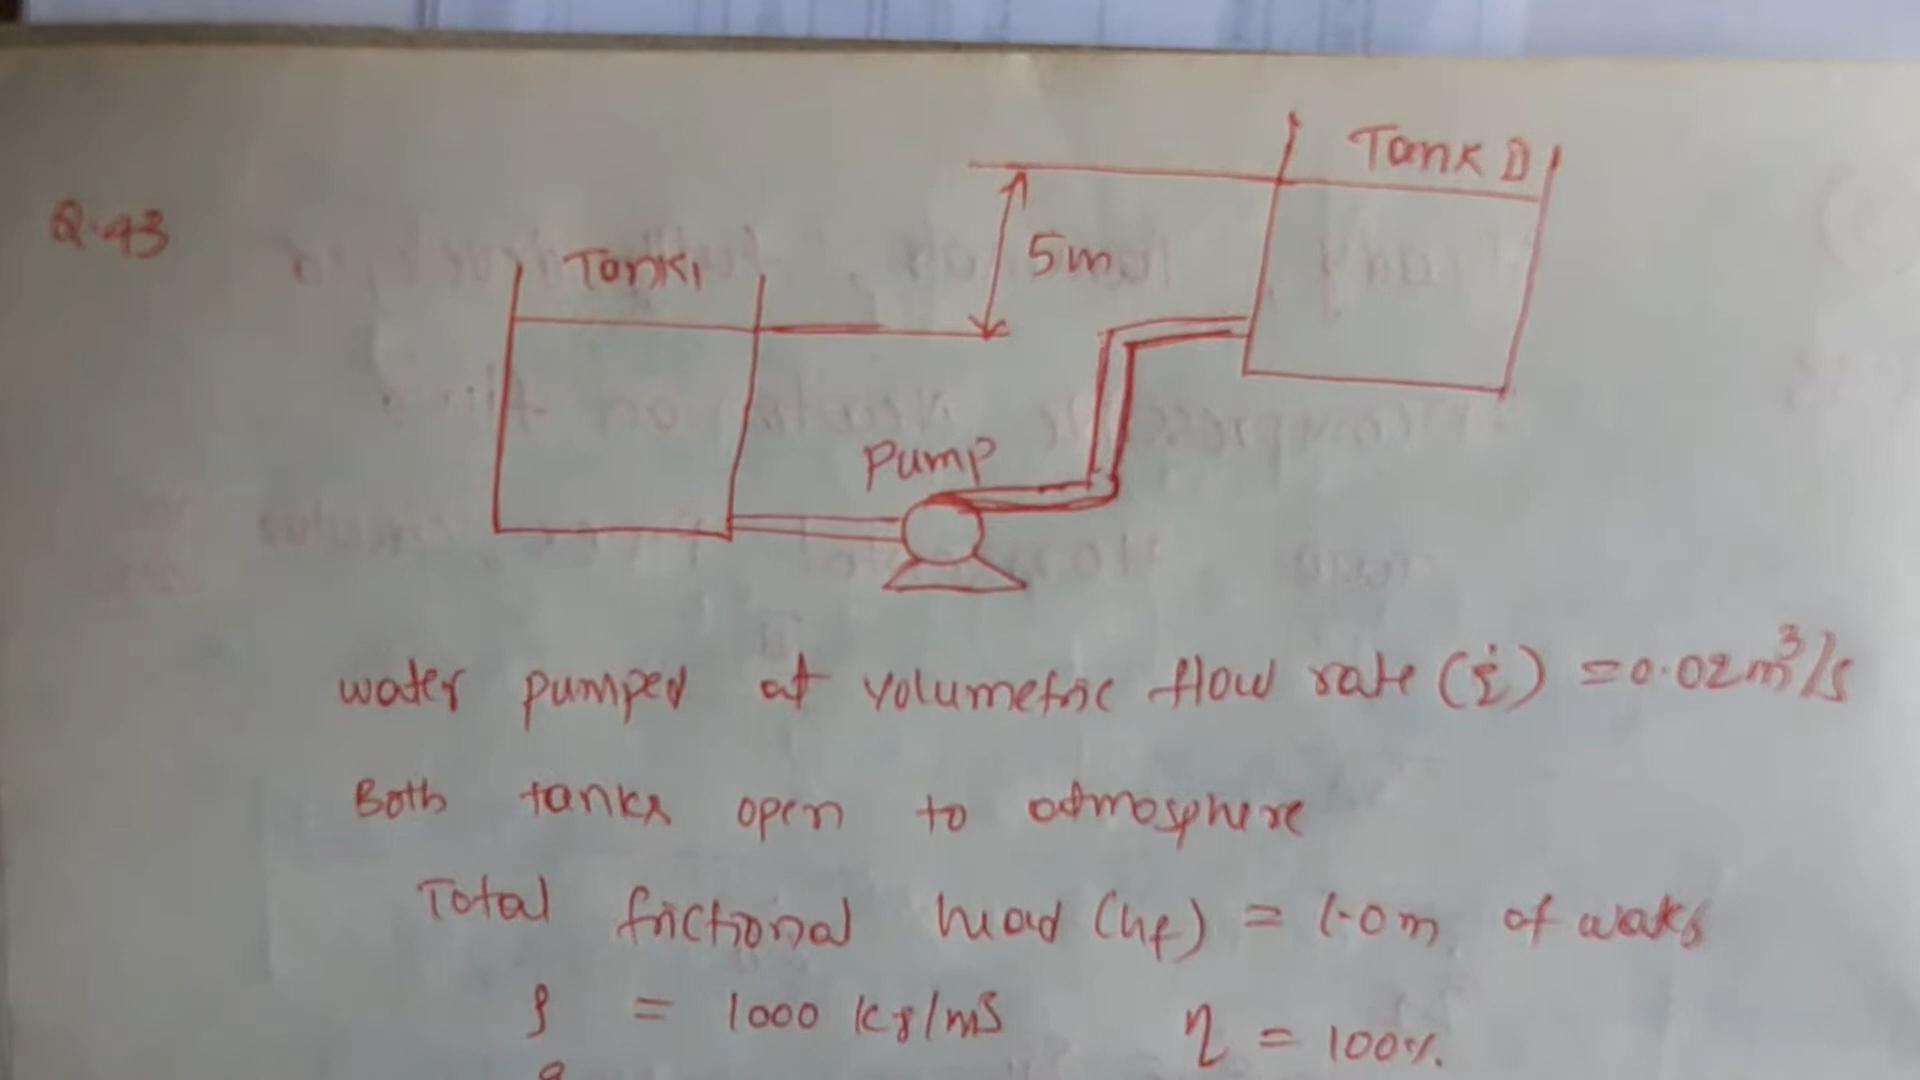 Tank D
Q.43
Tank1
5m
Pump
water pumped at volumetric flow rate (q̇) = 0.02 m³/s
Both tanks open to atmosphere
Total frictional head (hf) = 1.0m of water
ρ = 1000 kg/m3 η = 100%